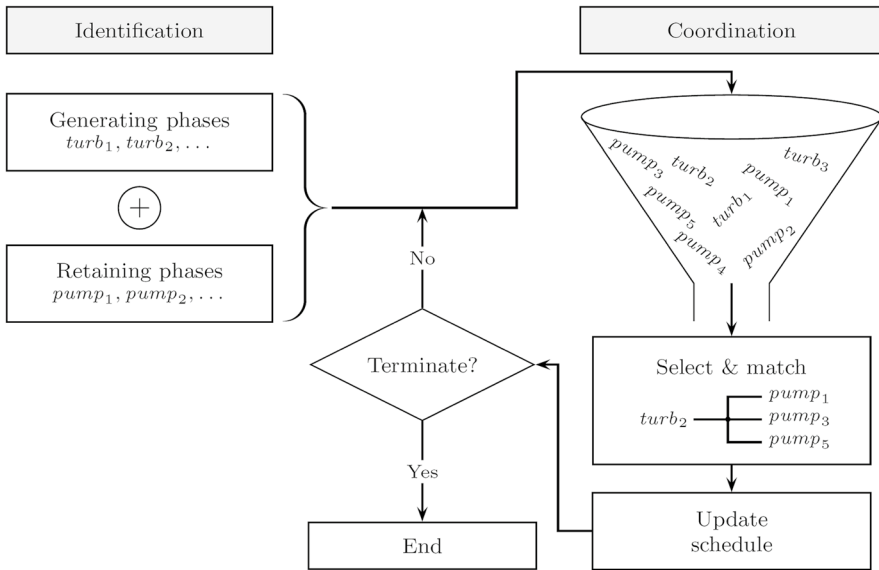 Identification
Coordination
Generating phases
turb₁, turb₂, . . .
+
Retaining phases
pump₁, pump₂, . . .
pump₃
turb₂
pump₁
turb₃
pump₅
turb₁
pump₄
pump₂
No
Terminate?
Yes
End
Select & match
turb₂
pump₁
pump₃
pump₅
Update
schedule